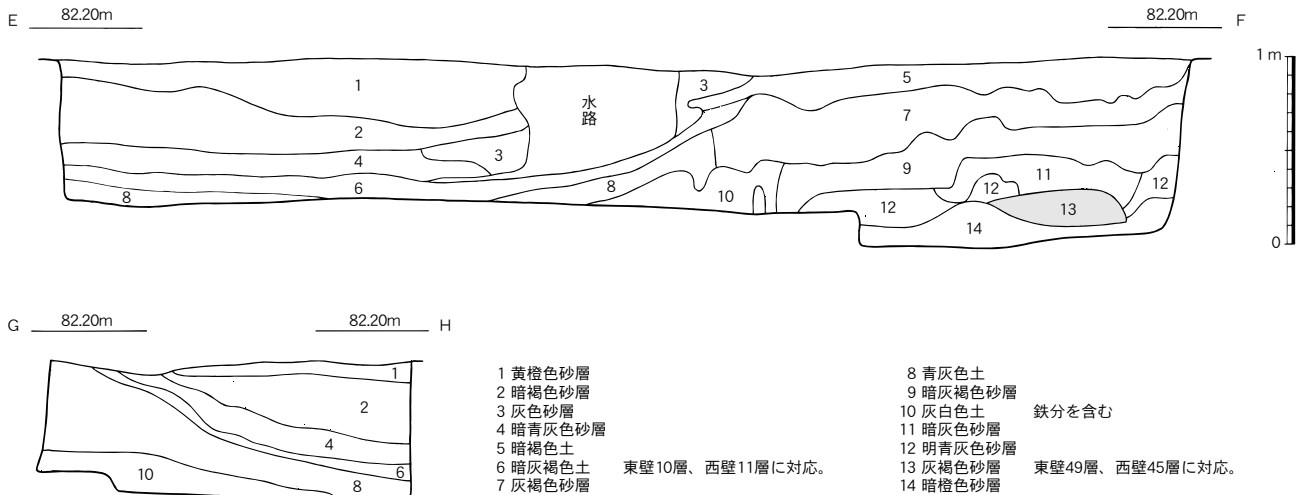 E 82.20m 82.20m F
1m
1 水路 3 5
7
2
3
4 9 11
6 8 12 12
8 10 12 13
14
0
G 82.20m 82.20m H
1
2
4
10 6
8
1 黄橙色砂層
2 暗褐色砂層
3 灰色砂層
4 暗青灰色砂層
5 暗褐色土
6 暗灰褐色土 東壁10層、西壁11層に対応。
7 灰褐色砂層
8 青灰色土
9 暗灰褐色砂層
10 灰白色土 鉄分を含む
11 暗灰色砂層
12 明青灰色砂層
13 灰褐色砂層 東壁49層、西壁45層に対応。
14 暗橙色砂層